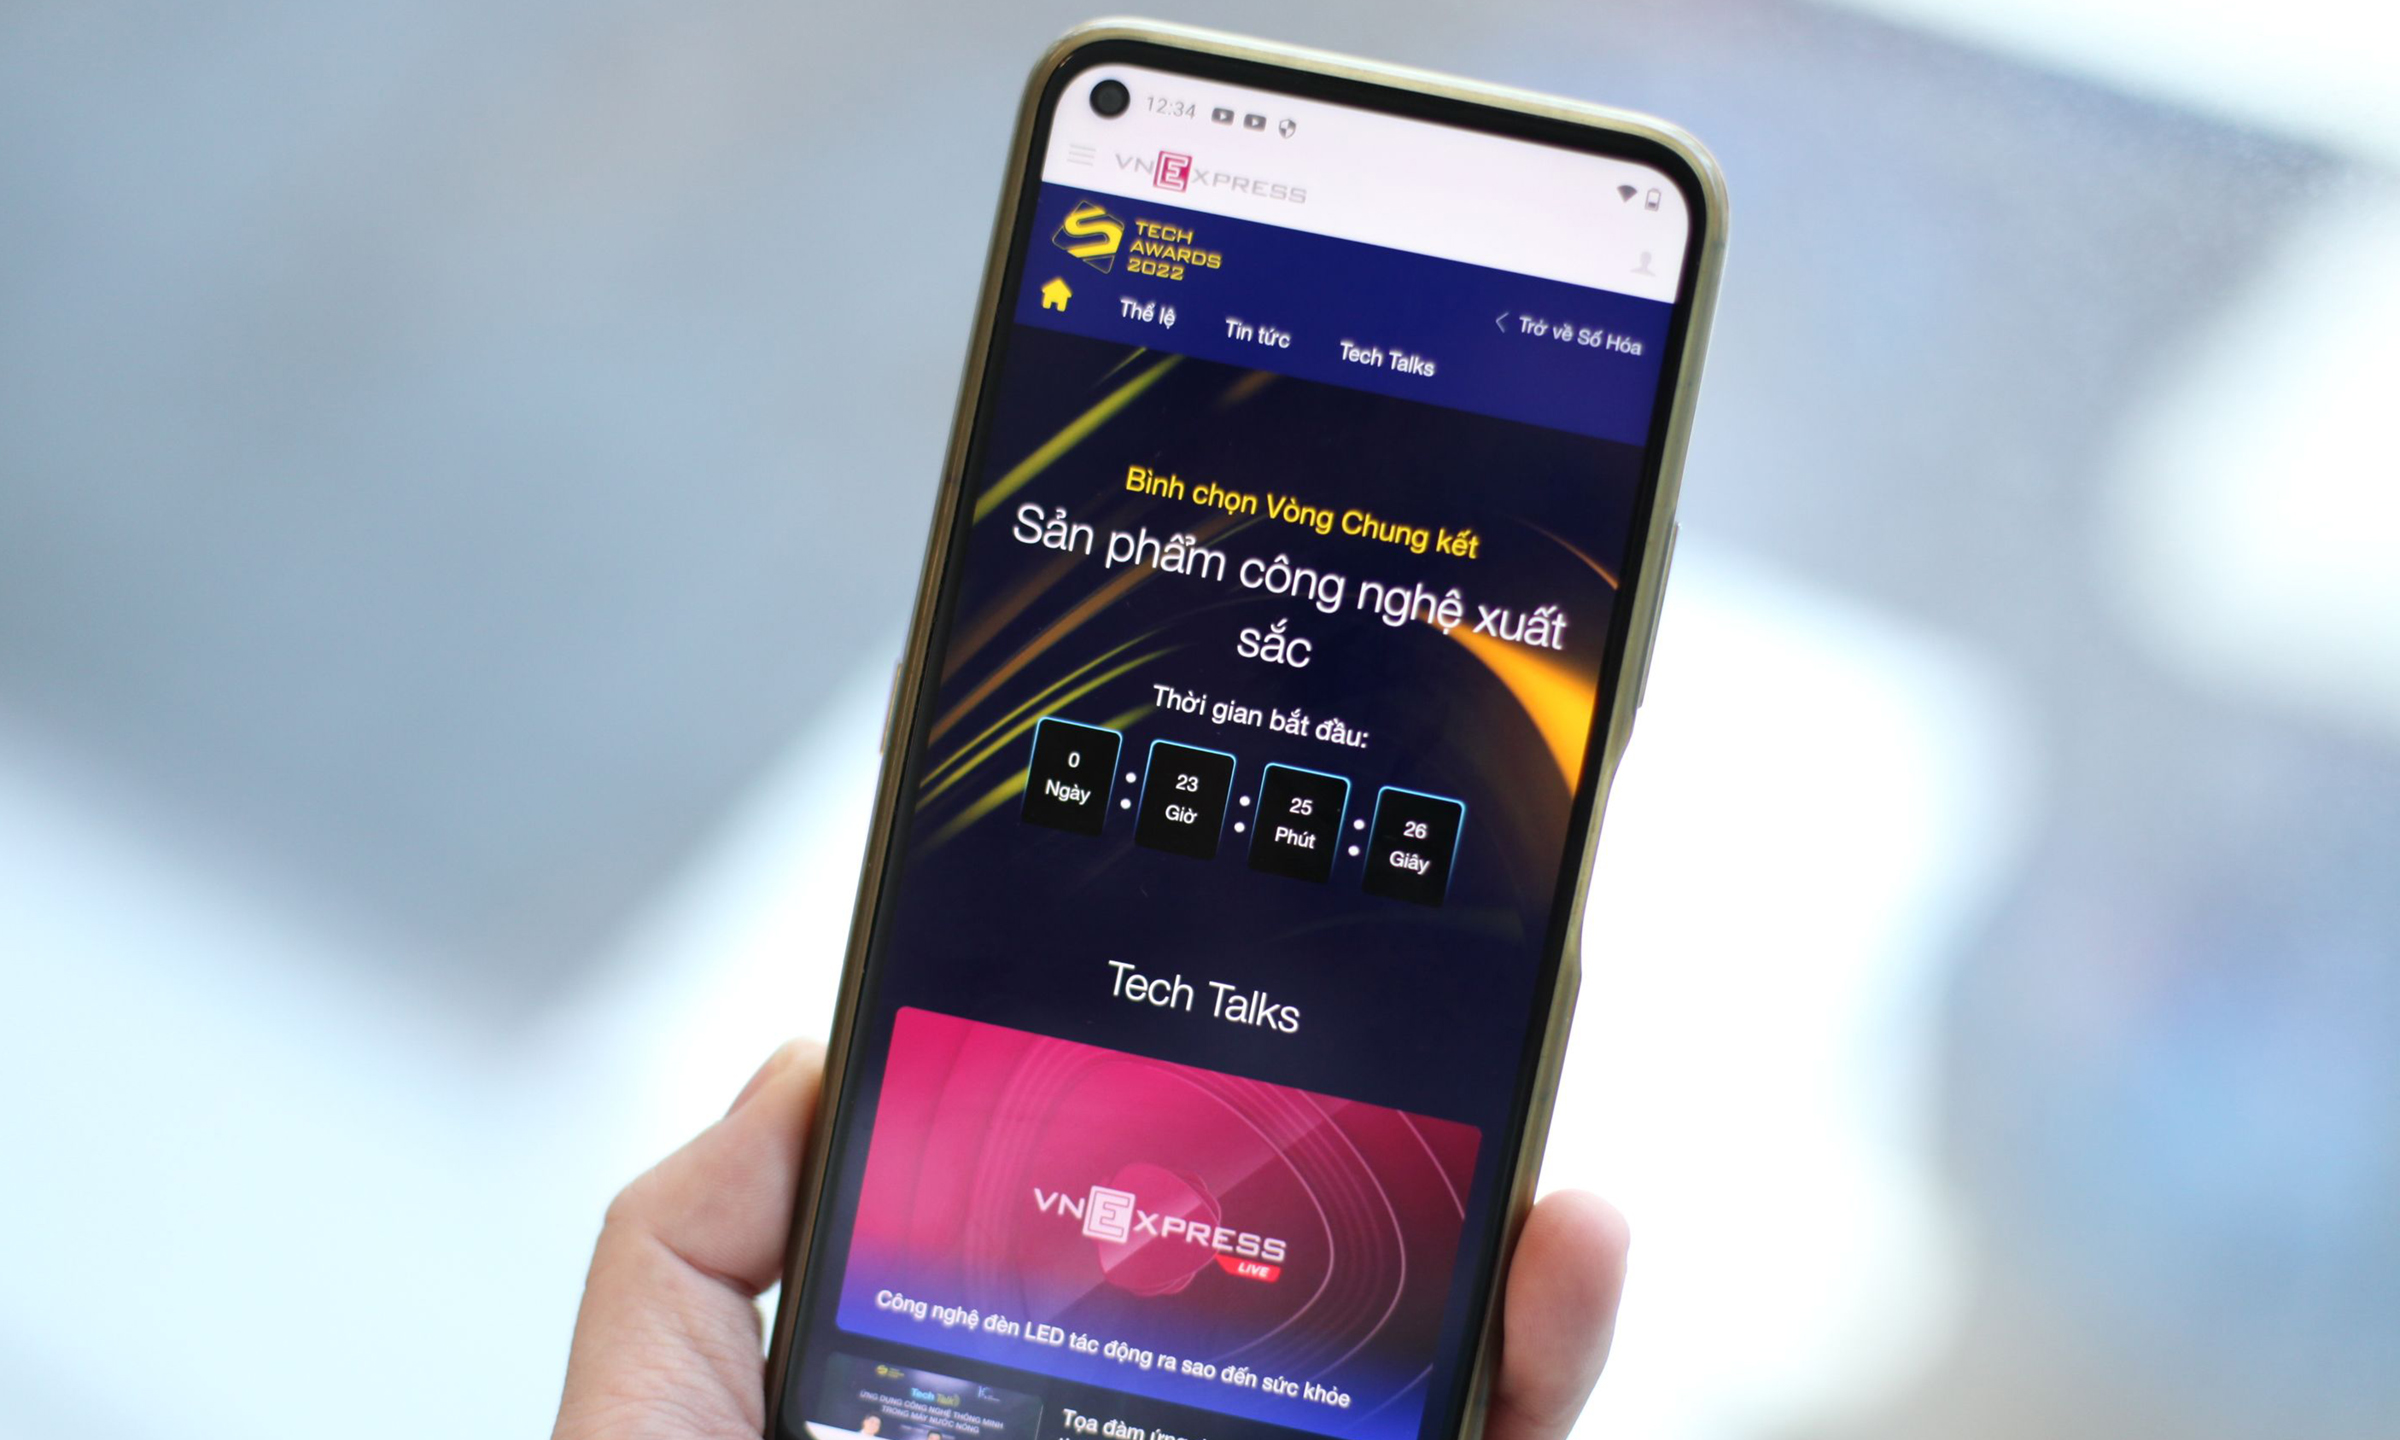 12:34
VNEXPRESS
TECH
AWARDS
2022
Thể lệ
Tin tức
Tech Talks
Trở về Số Hóa
Bình chọn Vòng Chung kết
Sản phẩm công nghệ xuất
sắc
Thời gian bắt đầu:
0 : 23 : 25 : 26
Ngày Giờ Phút Giây
Tech Talks
VNEXPRESS
LIVE
Công nghệ đèn LED tác động ra sao đến sức khỏe
Tech Talk
ỨNG DỤNG CÔNG NGHỆ THÔNG MINH
TRONG MÁY NƯỚC NÓNG
Tọa đàm